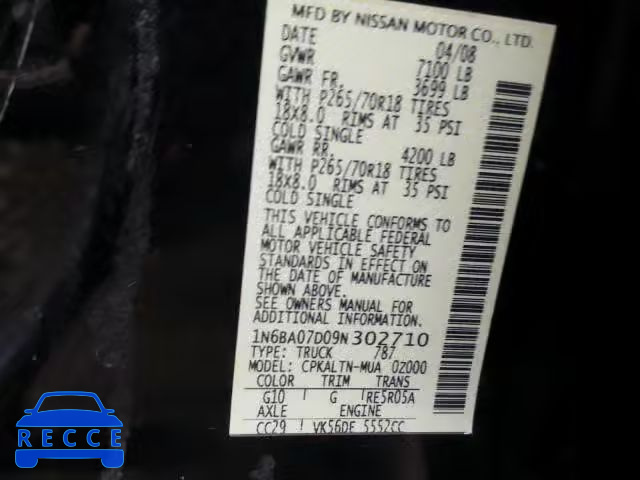 MFD BY NISSAN MOTOR CO., LTD.
DATE 04/08
GVWR 7100 LB
GAWR FR. 3699 LB
WITH P265/70R18 TIRES
18X8.0 RIMS AT 35 PSI
COLD SINGLE
GAWR RR. 4200 LB
WITH P265/70R18 TIRES
18X8.0 RIMS AT 35 PSI
COLD SINGLE
THIS VEHICLE CONFORMS TO
ALL APPLICABLE FEDERAL
MOTOR VEHICLE SAFETY
STANDARDS IN EFFECT ON
THE DATE OF MANUFACTURE
SHOWN ABOVE.
SEE OWNERS MANUAL FOR
ADDITIONAL INFORMATION
1N6BA07D09N302710
TYPE: TRUCK 787
MODEL: CPKALTN-MUA 0Z000
COLOR TRIM TRANS
G10 G RE5R05A
AXLE ENGINE
CC29 VK56DE 5552CC
RECCE